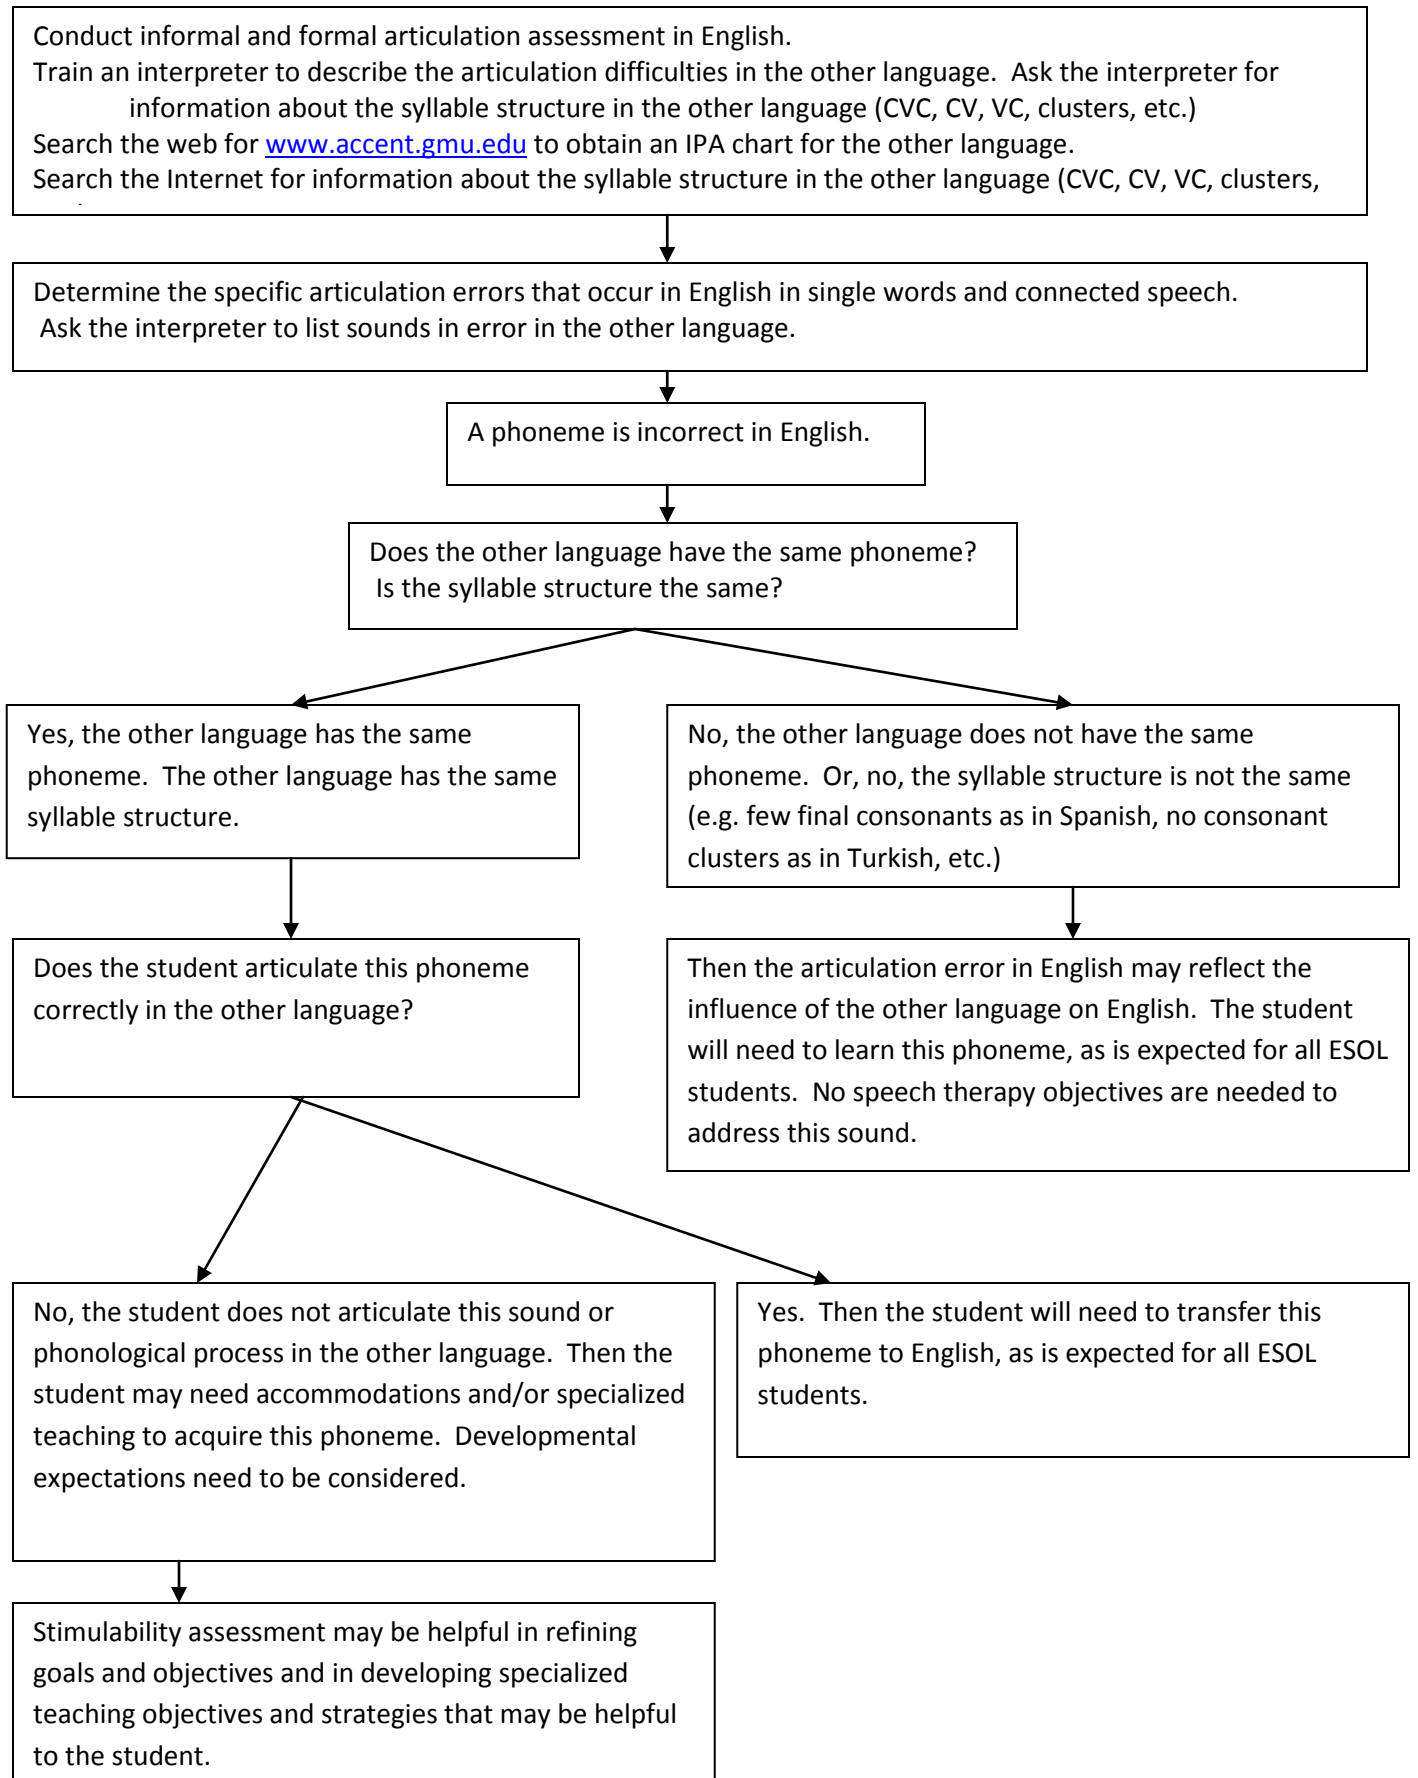 Conduct informal and formal articulation assessment in English.
Train an interpreter to describe the articulation difficulties in the other language.  Ask the interpreter for
information about the syllable structure in the other language (CVC, CV, VC, clusters, etc.)
Search the web for www.accent.gmu.edu to obtain an IPA chart for the other language.
Search the Internet for information about the syllable structure in the other language (CVC, CV, VC, clusters,
Determine the specific articulation errors that occur in English in single words and connected speech.
Ask the interpreter to list sounds in error in the other language.
A phoneme is incorrect in English.
Does the other language have the same phoneme?
Is the syllable structure the same?
Yes, the other language has the same
phoneme.  The other language has the same
syllable structure.
No, the other language does not have the same
phoneme.  Or, no, the syllable structure is not the same
(e.g. few final consonants as in Spanish, no consonant
clusters as in Turkish, etc.)
Does the student articulate this phoneme
correctly in the other language?
Then the articulation error in English may reflect the
influence of the other language on English.  The student
will need to learn this phoneme, as is expected for all ESOL
students.  No speech therapy objectives are needed to
address this sound.
No, the student does not articulate this sound or
phonological process in the other language.  Then the
student may need accommodations and/or specialized
teaching to acquire this phoneme.  Developmental
expectations need to be considered.
Yes.  Then the student will need to transfer this
phoneme to English, as is expected for all ESOL
students.
Stimulability assessment may be helpful in refining
goals and objectives and in developing specialized
teaching objectives and strategies that may be helpful
to the student.